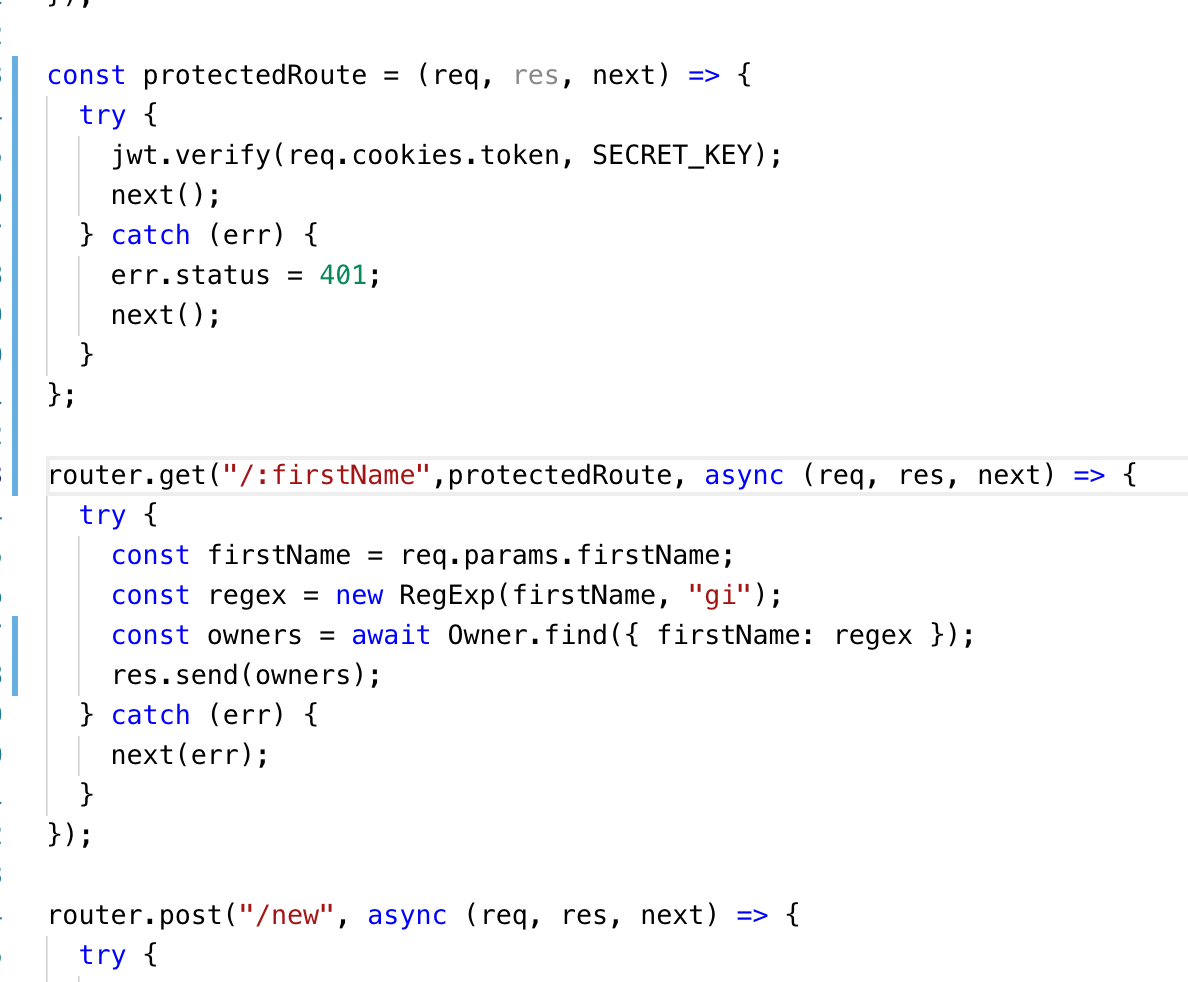 });
const protectedRoute = (req, res, next) => {
  try {
    jwt.verify(req.cookies.token, SECRET_KEY);
    next();
  } catch (err) {
    err.status = 401;
    next();
  }
};
router.get("/:firstName",protectedRoute, async (req, res, next) => {
  try {
    const firstName = req.params.firstName;
    const regex = new RegExp(firstName, "gi");
    const owners = await Owner.find({ firstName: regex });
    res.send(owners);
  } catch (err) {
    next(err);
  }
});
router.post("/new", async (req, res, next) => {
  try {